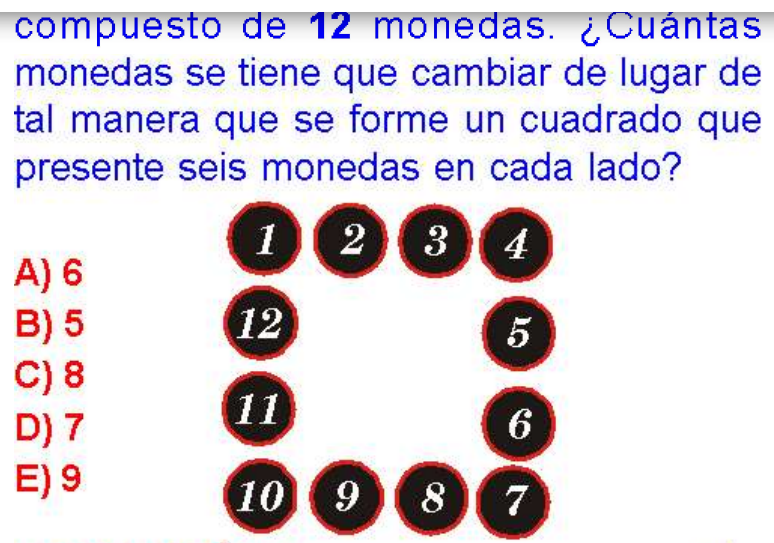 compuesto de 12 monedas. ¿Cuántas
monedas se tiene que cambiar de lugar de
tal manera que se forme un cuadrado que
presente seis monedas en cada lado?
1 2 3 4
A) 6
12 5
B) 5
C) 8
11 6
D) 7
E) 9
10 9 8 7